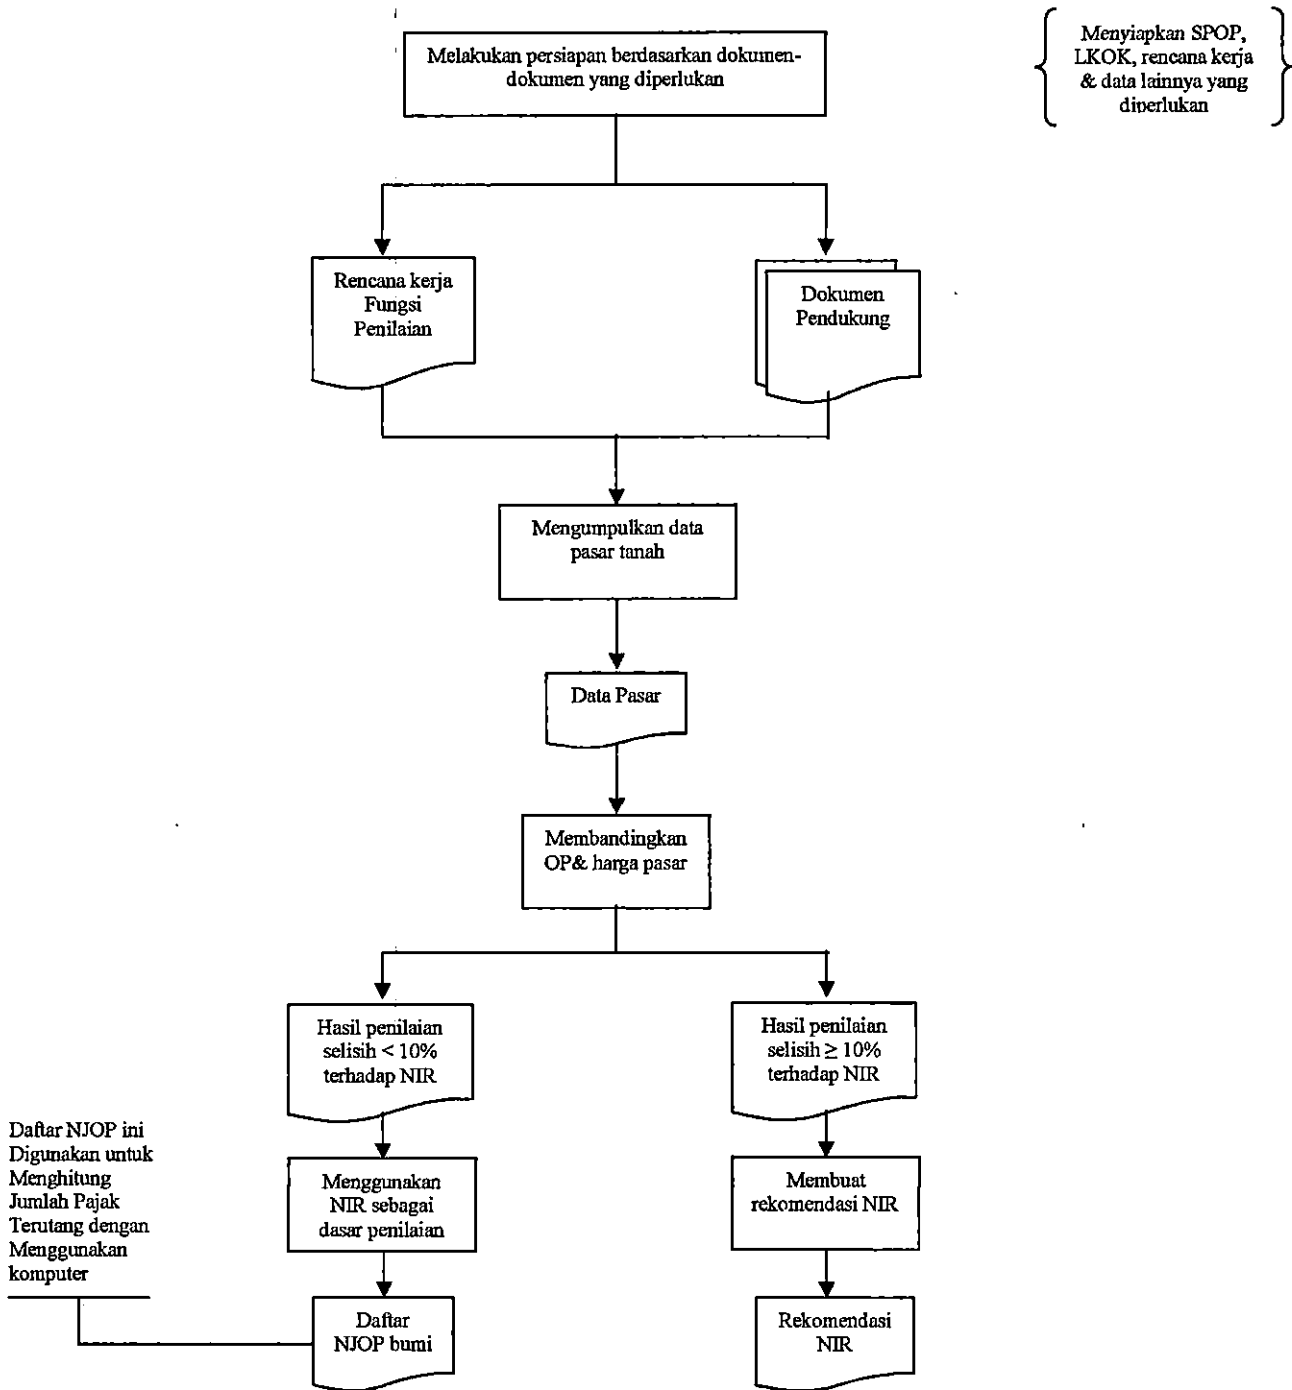 Melakukan persiapan berdasarkan dokumen-
dokumen yang diperlukan
Menyiapkan SPOP,
LKOK, rencana kerja
& data lainnya yang
diperlukan
Rencana kerja
Fungsi
Penilaian
Dokumen
Pendukung
Mengumpulkan data
pasar tanah
Data Pasar
Membandingkan
OP& harga pasar
Hasil penilaian
selisih < 10%
terhadap NIR
Hasil penilaian
selisih ≥ 10%
terhadap NIR
Daftar NJOP ini
Digunakan untuk
Menghitung
Jumlah Pajak
Terutang dengan
Menggunakan
komputer
Menggunakan
NIR sebagai
dasar penilaian
Membuat
rekomendasi NIR
Daftar
NJOP bumi
Rekomendasi
NIR